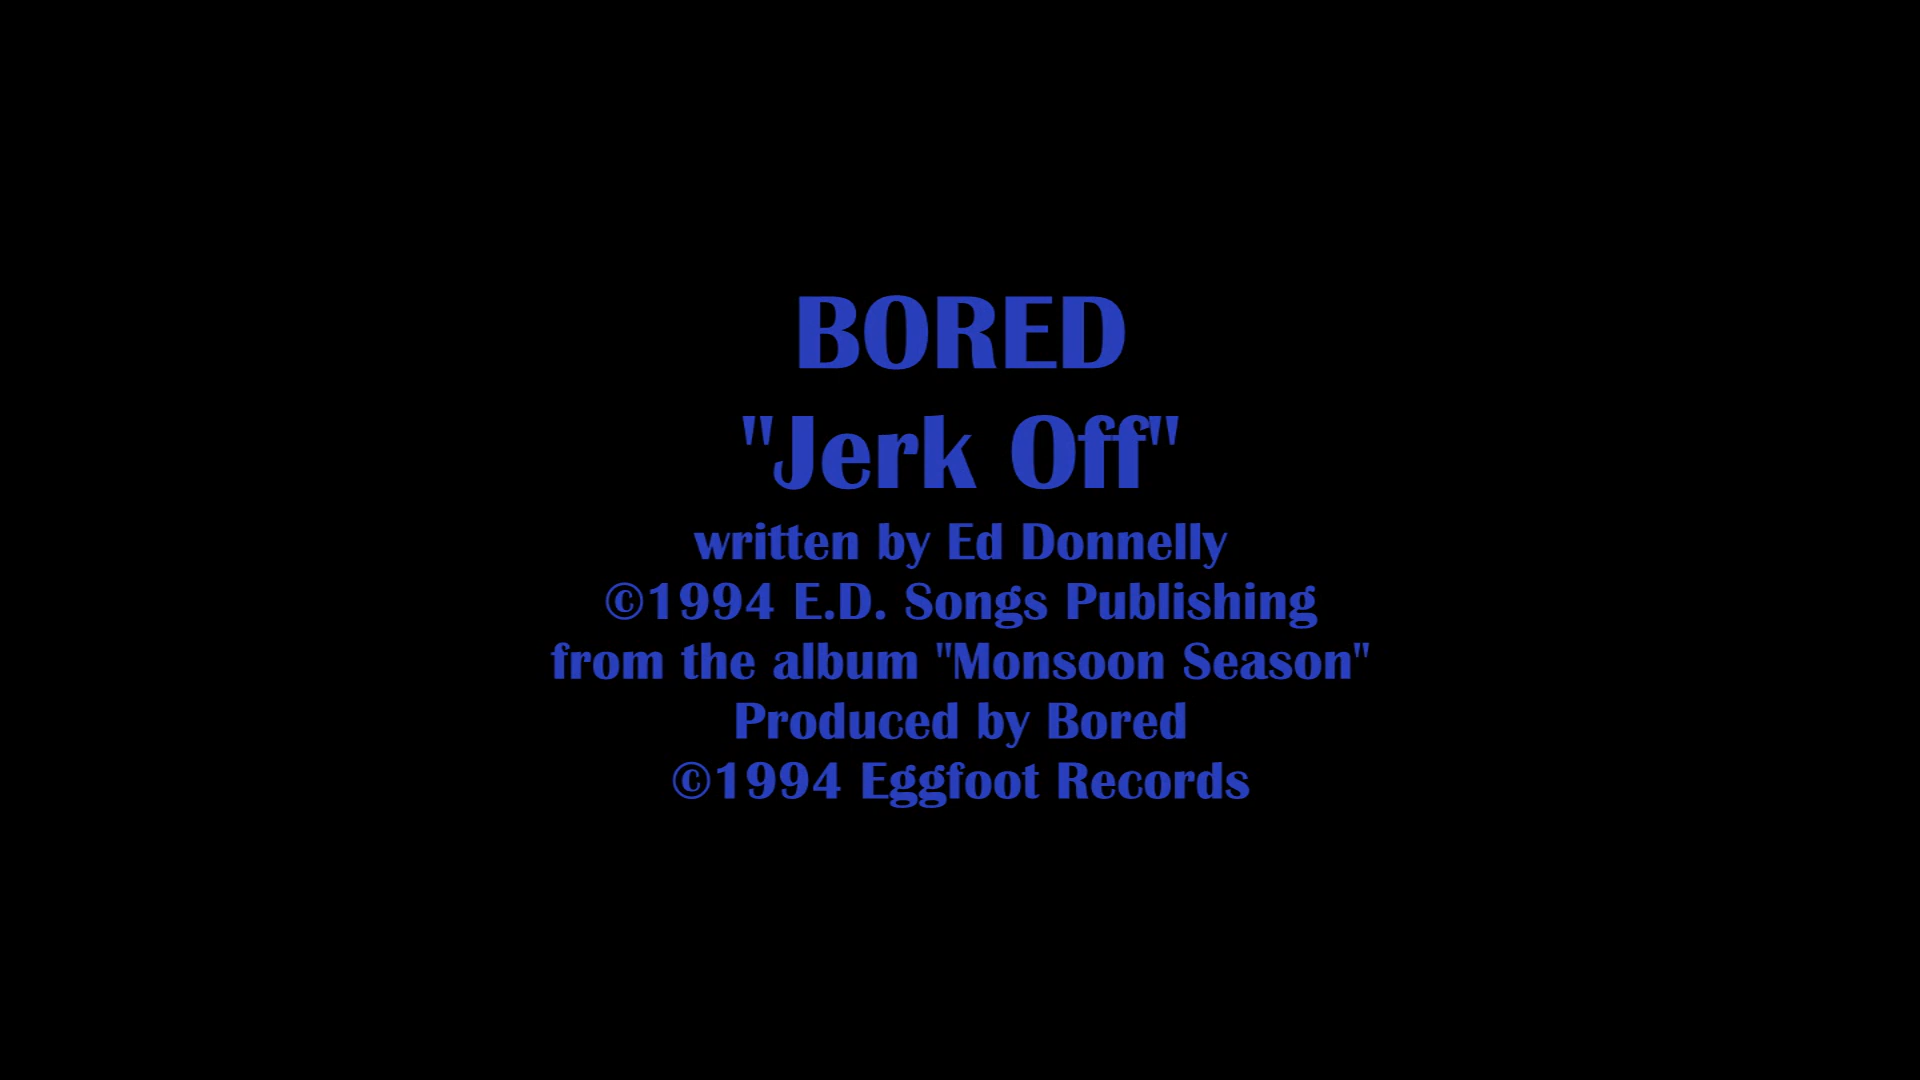 BORED
"Jerk Off"
written by Ed Donnelly
©1994 E.D. Songs Publishing
from the album "Monsoon Season"
Produced by Bored
©1994 Eggfoot Records